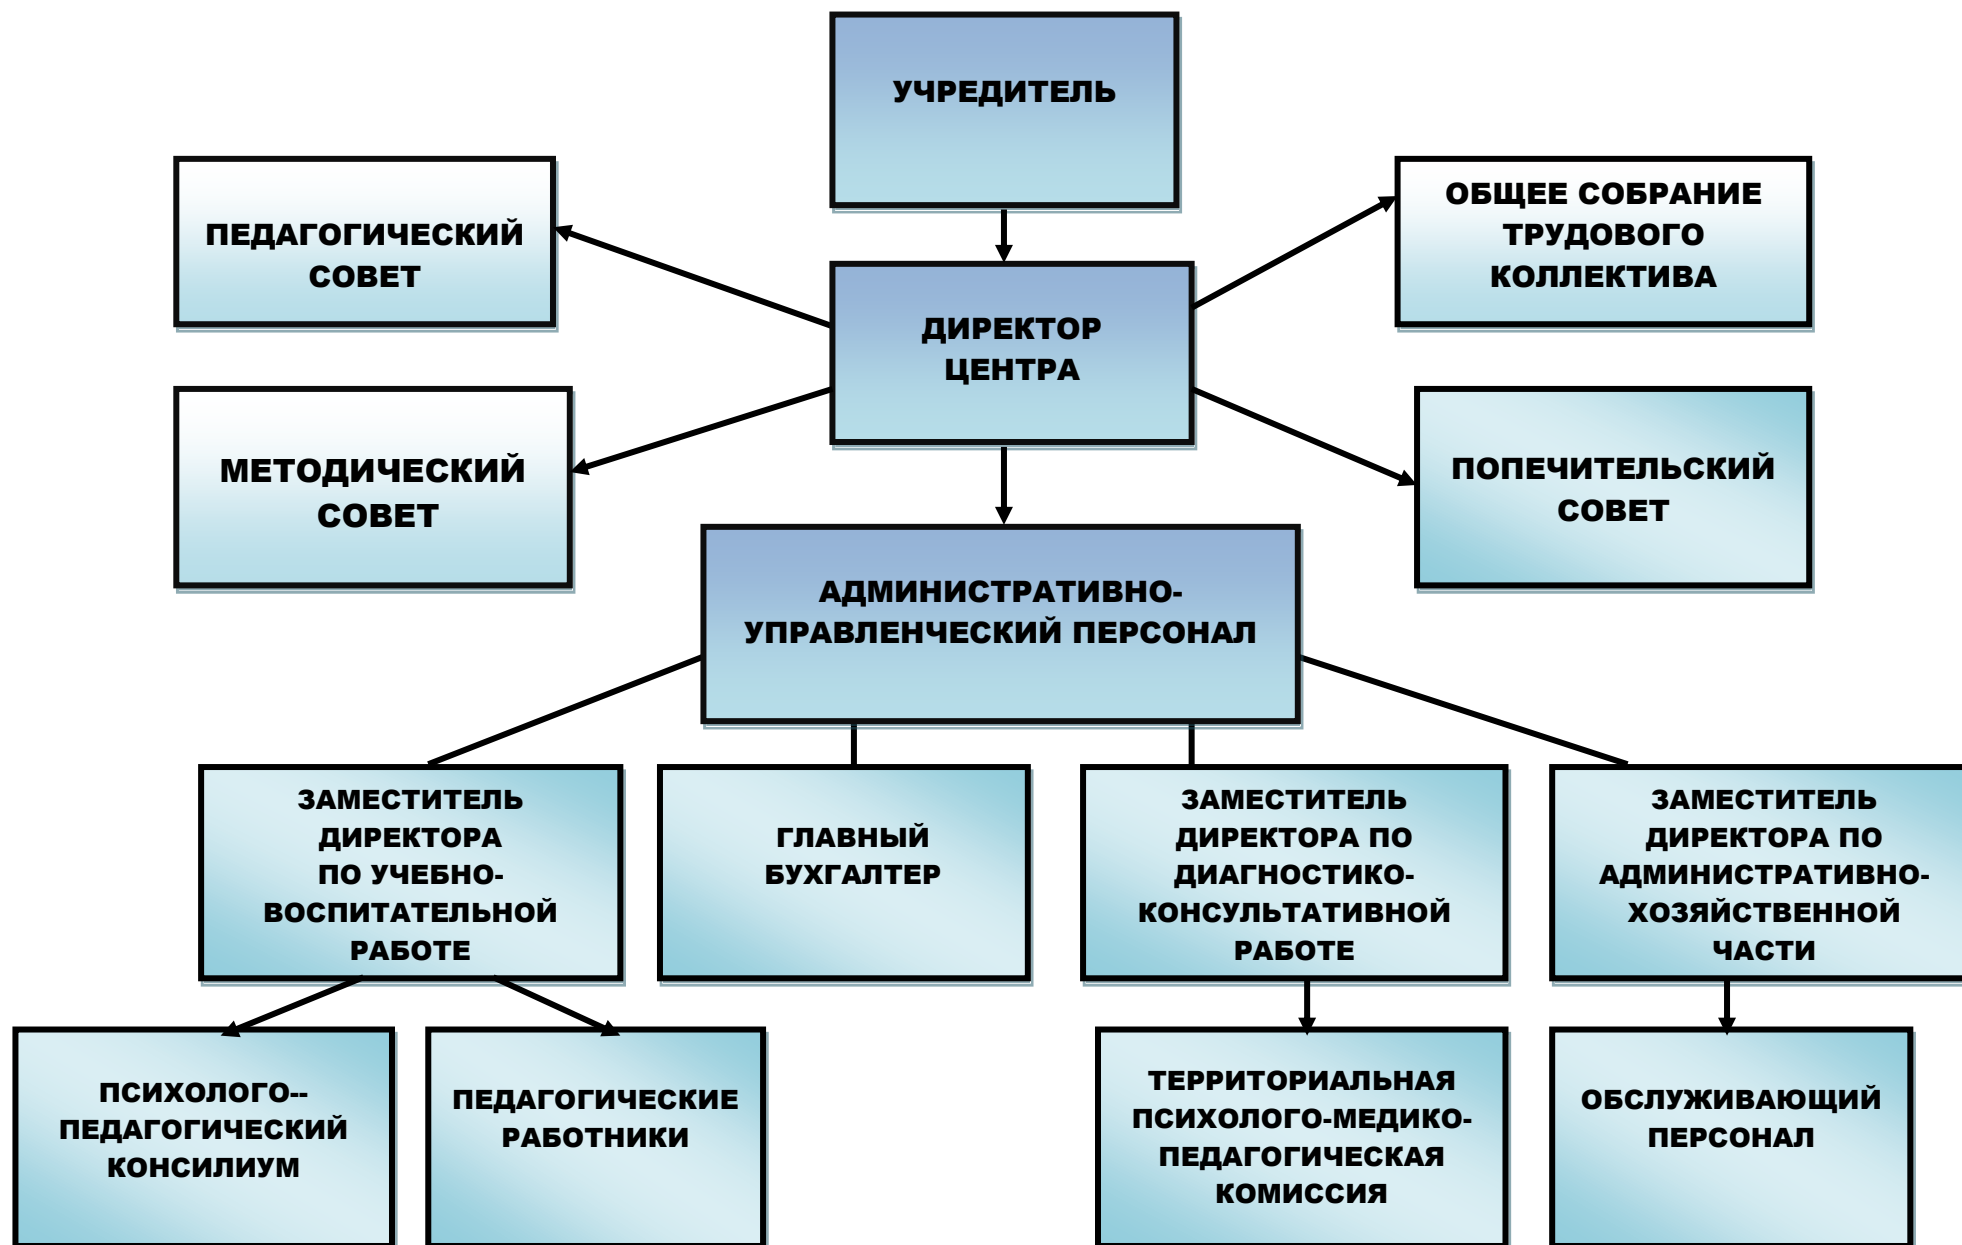 УЧРЕДИТЕЛЬ
ПЕДАГОГИЧЕСКИЙ
СОВЕТ
ОБЩЕЕ СОБРАНИЕ
ТРУДОВОГО
КОЛЛЕКТИВА
ДИРЕКТОР
ЦЕНТРА
МЕТОДИЧЕСКИЙ
СОВЕТ
ПОПЕЧИТЕЛЬСКИЙ
СОВЕТ
АДМИНИСТРАТИВНО-
УПРАВЛЕНЧЕСКИЙ ПЕРСОНАЛ
ЗАМЕСТИТЕЛЬ
ДИРЕКТОРА
ПО УЧЕБНО-
ВОСПИТАТЕЛЬНОЙ
РАБОТЕ
ГЛАВНЫЙ
БУХГАЛТЕР
ЗАМЕСТИТЕЛЬ
ДИРЕКТОРА ПО
ДИАГНОСТИКО-
КОНСУЛЬТАТИВНОЙ
РАБОТЕ
ЗАМЕСТИТЕЛЬ
ДИРЕКТОРА ПО
АДМИНИСТРАТИВНО-
ХОЗЯЙСТВЕННОЙ
ЧАСТИ
ПСИХОЛОГО--
ПЕДАГОГИЧЕСКИЙ
КОНСИЛИУМ
ПЕДАГОГИЧЕСКИЕ
РАБОТНИКИ
ТЕРРИТОРИАЛЬНАЯ
ПСИХОЛОГО-МЕДИКО-
ПЕДАГОГИЧЕСКАЯ
КОМИССИЯ
ОБСЛУЖИВАЮЩИЙ
ПЕРСОНАЛ